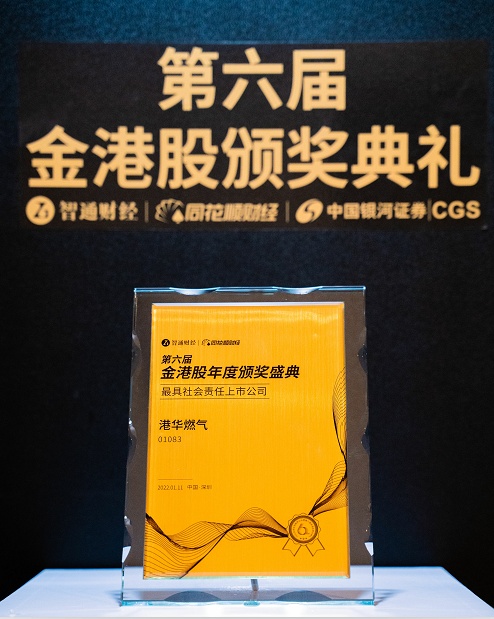 第六届
金港股颁奖典礼
智通财经 同花顺财经 中国银河证券 CGS
智通财经 同花顺财经
第六届
金港股年度颁奖盛典
最具社会责任上市公司
港华燃气
01083
2022.01.11 中国·深圳
6